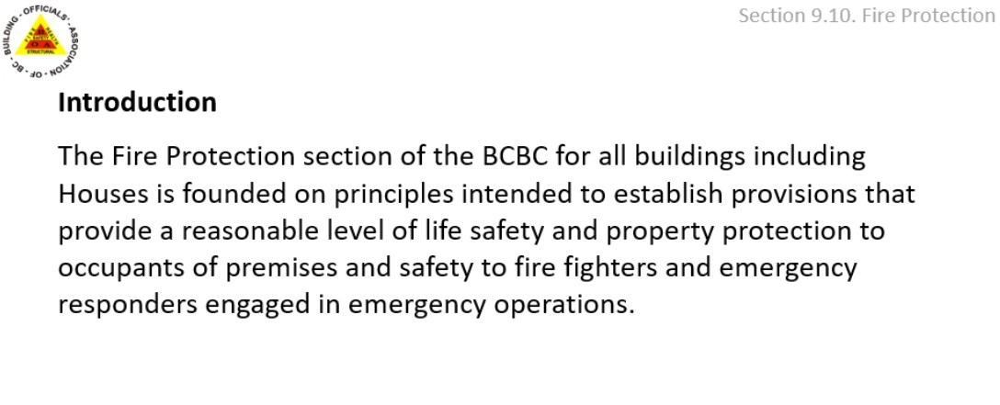 BUILDING - OFFICIALS' - ASSOCIATION - OF - BC -
FIRE
HEALTH
B
SAFETY
O A
STRUCTURAL
Section 9.10. Fire Protection
Introduction
The Fire Protection section of the BCBC for all buildings including
Houses is founded on principles intended to establish provisions that
provide a reasonable level of life safety and property protection to
occupants of premises and safety to fire fighters and emergency
responders engaged in emergency operations.